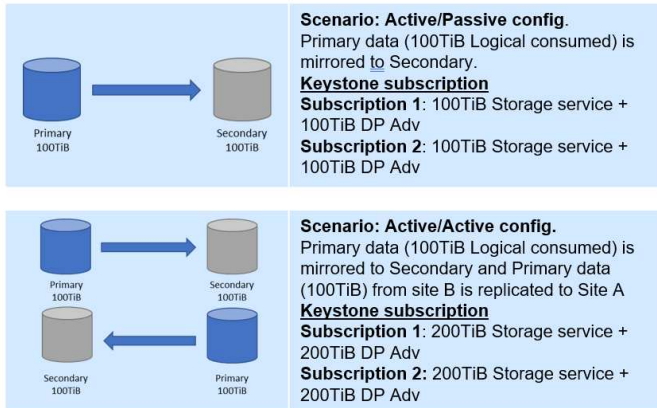 Primary
100TiB
Secondary
100TiB
Scenario: Active/Passive config.
Primary data (100TiB Logical consumed) is
mirrored to Secondary.
Keystone subscription
Subscription 1: 100TiB Storage service +
100TiB DP Adv
Subscription 2: 100TiB Storage service +
100TiB DP Adv
Primary
100TiB
Secondary
100TiB
Secondary
100TiB
Primary
100TiB
Scenario: Active/Active config.
Primary data (100TiB Logical consumed) is
mirrored to Secondary and Primary data
(100TiB) from site B is replicated to Site A
Keystone subscription
Subscription 1: 200TiB Storage service +
200TiB DP Adv
Subscription 2: 200TiB Storage service +
200TiB DP Adv